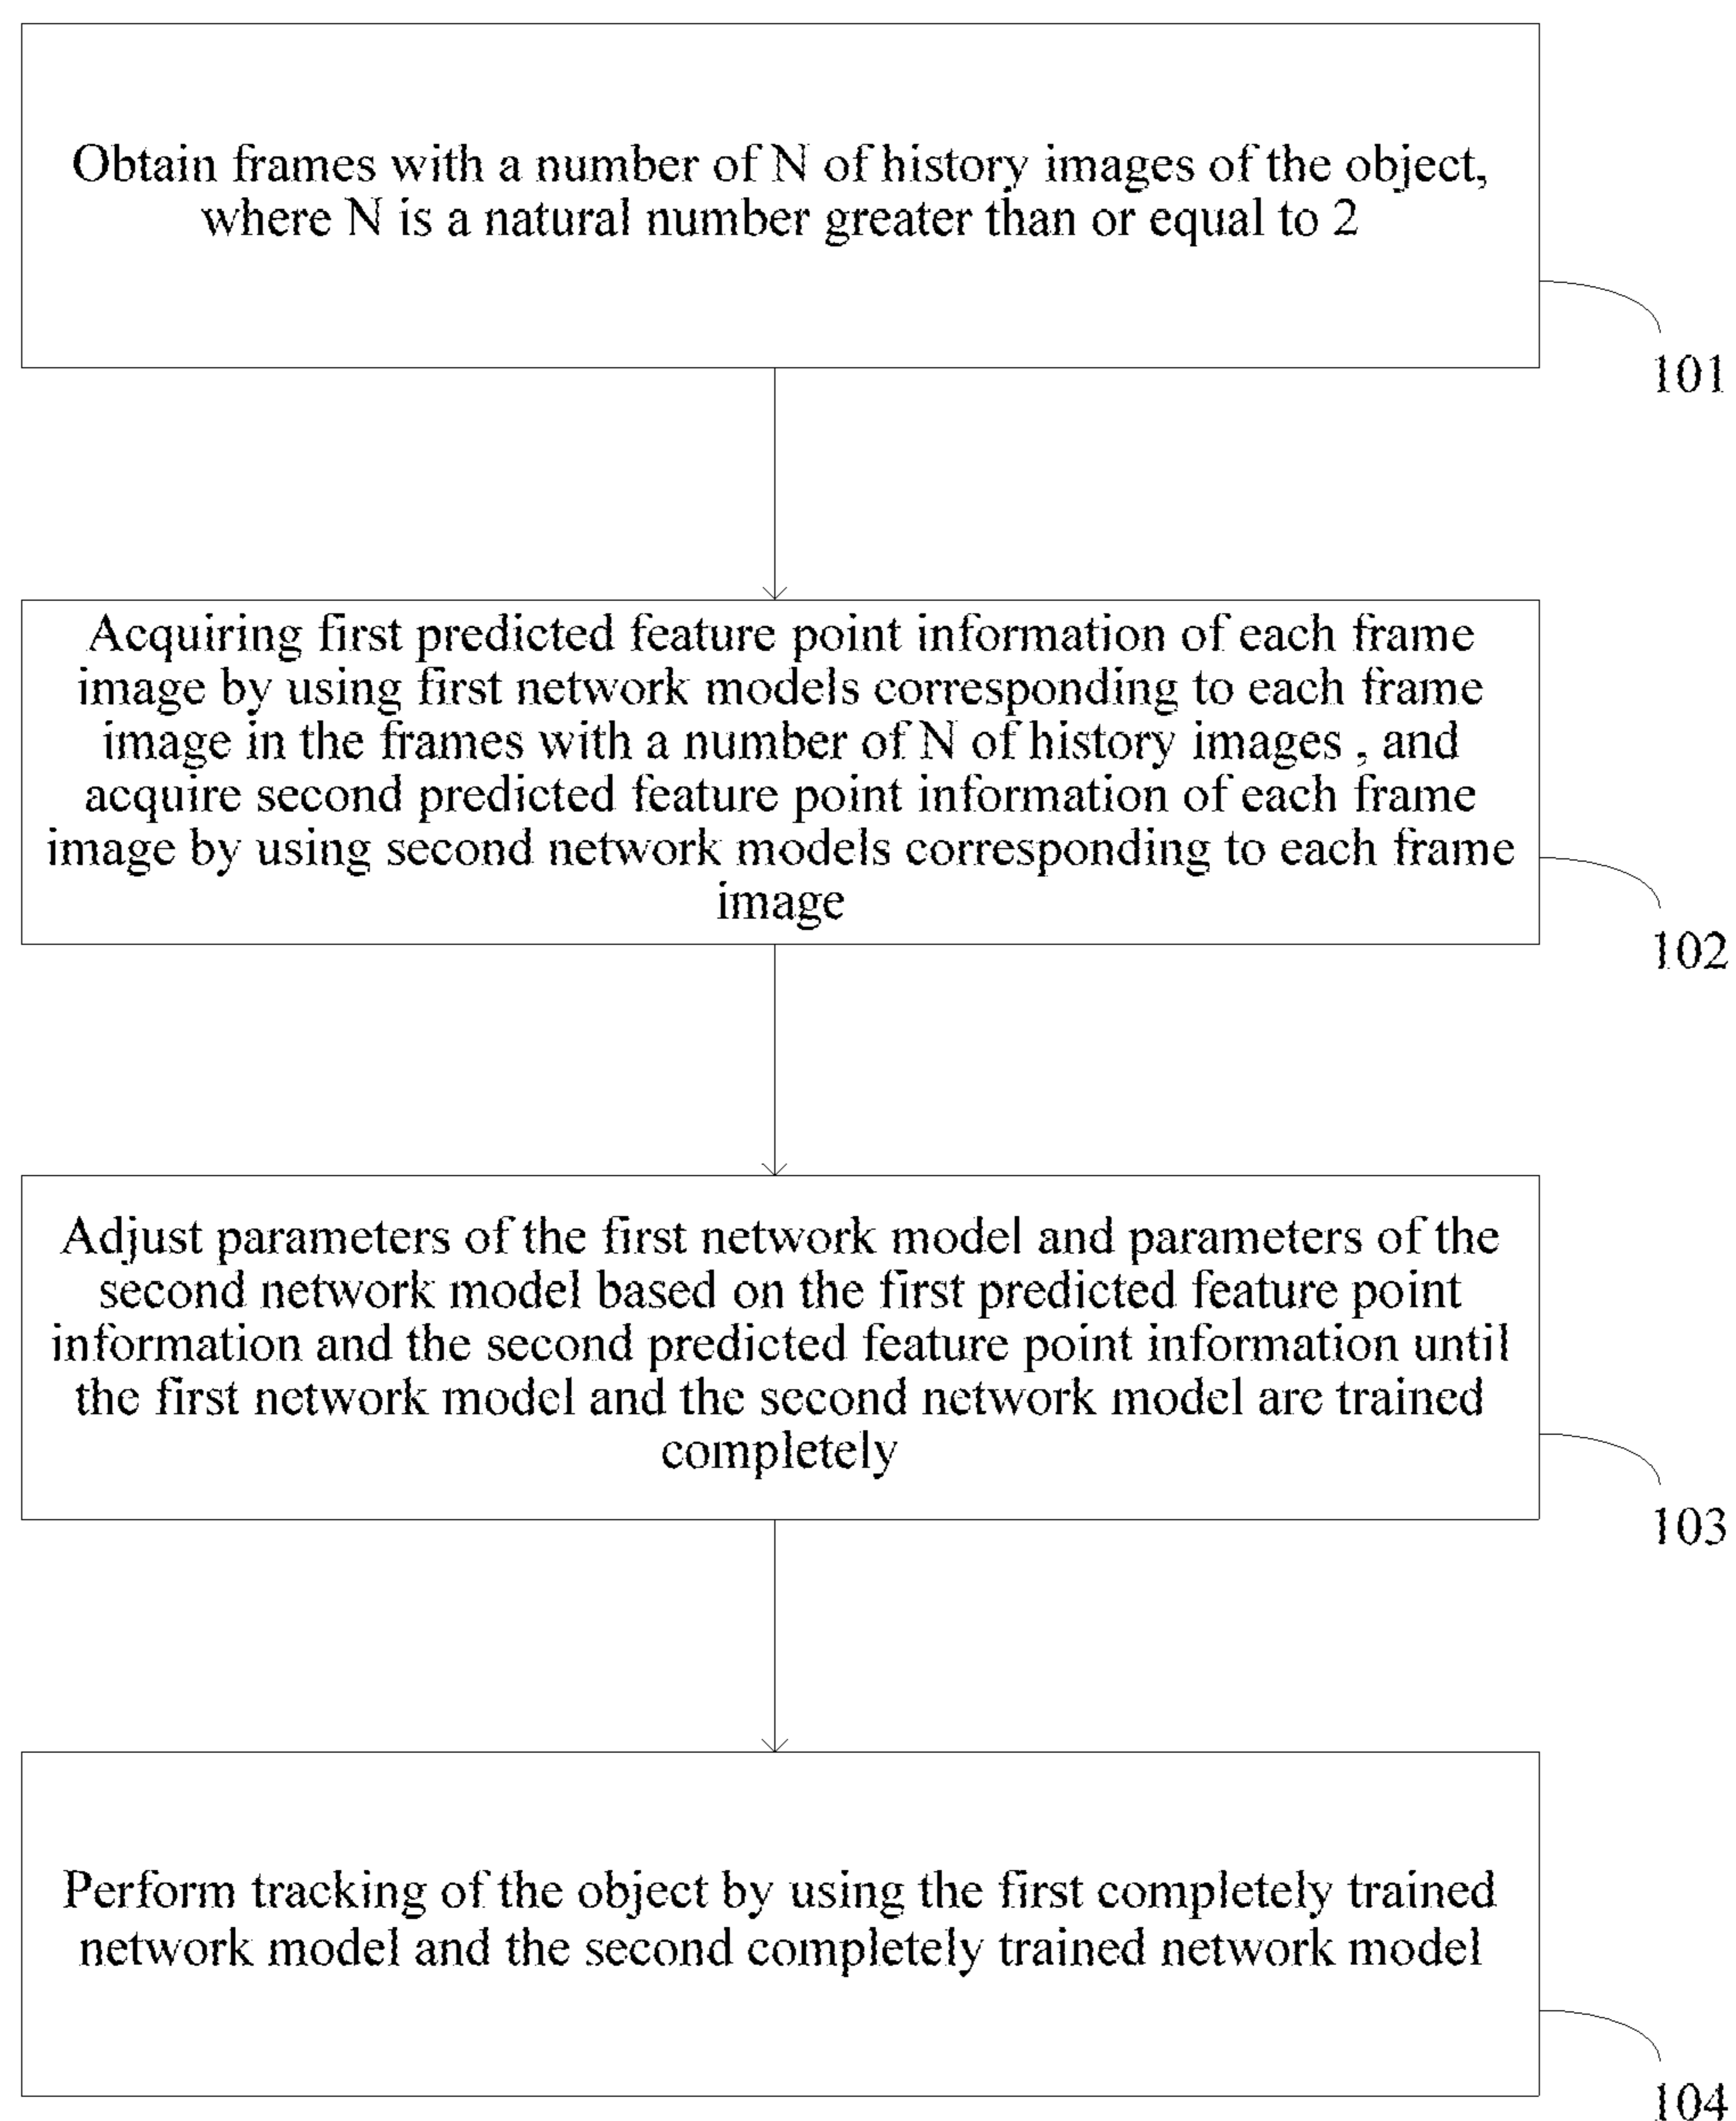 Obtain frames with a number of N of history images of the object,
where N is a natural number greater than or equal to 2
101
Acquiring first predicted feature point information of each frame
image by using first network models corresponding to each frame
image in the frames with a number of N of history images , and
acquire second predicted feature point information of each frame
image by using second network models corresponding to each frame
image
102
Adjust parameters of the first network model and parameters of the
second network model based on the first predicted feature point
information and the second predicted feature point information until
the first network model and the second network model are trained
completely
103
Perform tracking of the object by using the first completely trained
network model and the second completely trained network model
104